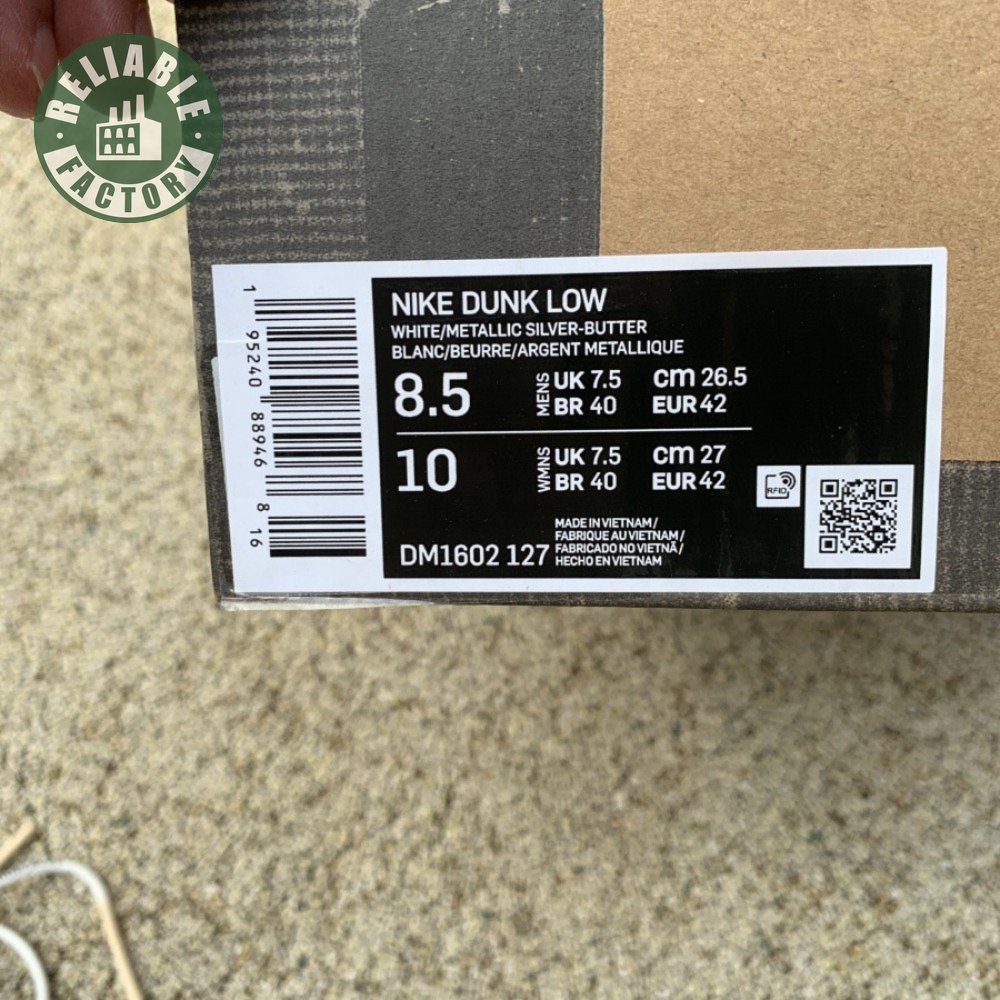 RELIABLE
FACTORY
NIKE DUNK LOW
WHITE/METALLIC SILVER-BUTTER
BLANC/BEURRE/ARGENT METALLIQUE
8.5 MENS UK 7.5 cm 26.5
BR 40 EUR 42
10 WMNS UK 7.5 cm 27
BR 40 EUR 42
RFID
MADE IN VIETNAM /
FABRIQUE AU VIETNAM /
DM1602 127 FABRICADO NO VIETNÃ /
HECHO EN VIETNAM
1 95240 88946 8 16